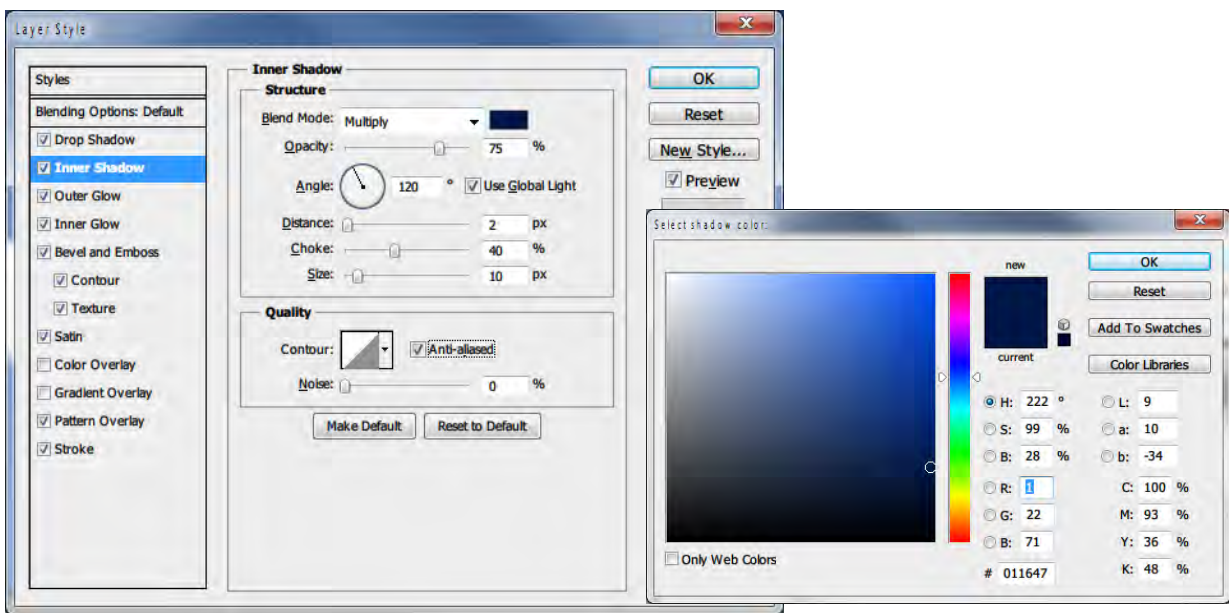 Layer Style
Styles
Blending Options: Default
Drop Shadow
Inner Shadow
Outer Glow
Inner Glow
Bevel and Emboss
Contour
Texture
Satin
Color Overlay
Gradient Overlay
Pattern Overlay
Stroke
Inner Shadow
Structure
Blend Mode: Multiply
Opacity: 75 %
Angle: 120 ° Use Global Light
Distance: 2 px
Choke: 40 %
Size: 10 px
Quality
Contour: Anti-aliased
Noise: 0 %
Make Default Reset to Default
OK
Reset
New Style...
Preview
Select shadow color:
new
current
OK
Reset
Add To Swatches
Color Libraries
H: 222 ° L: 9
S: 99 % a: 10
B: 28 % b: -34
R: 1 C: 100 %
G: 22 M: 93 %
B: 71 Y: 36 %
# 011647 K: 48 %
Only Web Colors